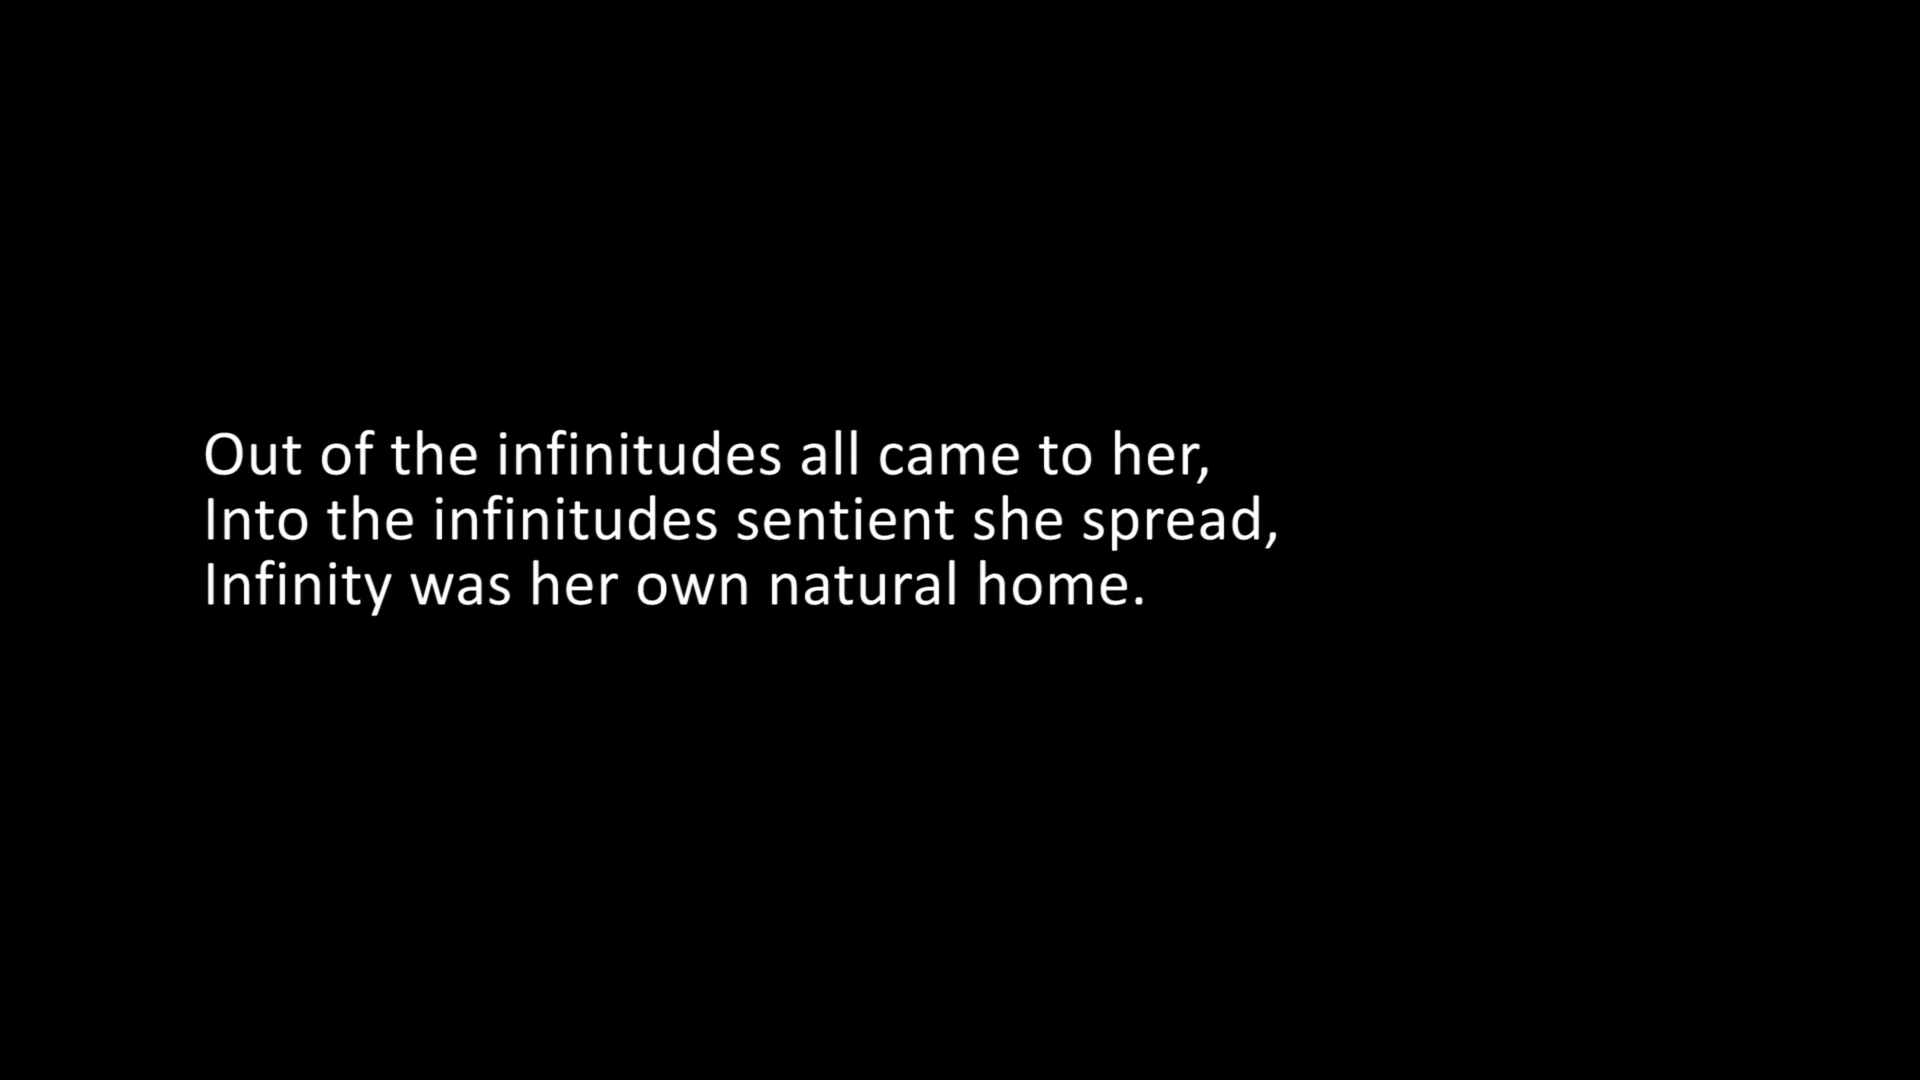 Out of the infinitudes all came to her,
Into the infinitudes sentient she spread,
Infinity was her own natural home.